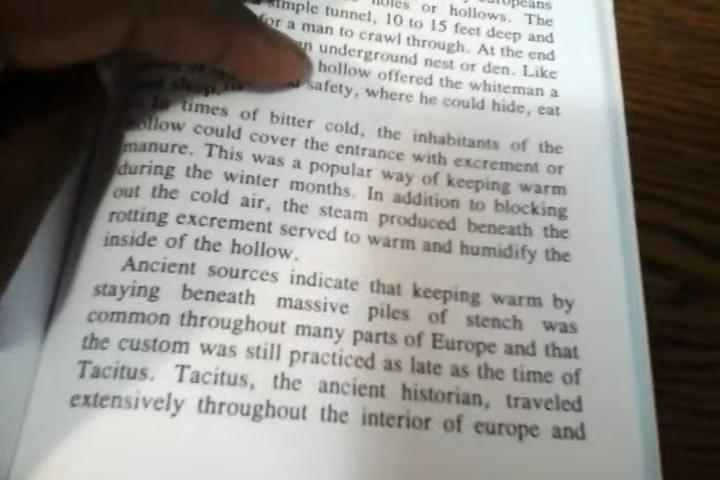 holes or hollows. The
simple tunnel, 10 to 15 feet deep and
for a man to crawl through. At the end
an underground nest or den. Like
hollow offered the whiteman a
safety, where he could hide, eat
sleep,
In times of bitter cold, the inhabitants of the
hollow could cover the entrance with excrement or
manure. This was a popular way of keeping warm
during the winter months. In addition to blocking
out the cold air, the steam produced beneath the
rotting excrement served to warm and humidify the
inside of the hollow.
Ancient sources indicate that keeping warm by
staying beneath massive piles of stench was
common throughout many parts of Europe and that
the custom was still practiced as late as the time of
Tacitus. Tacitus, the ancient historian, traveled
extensively throughout the interior of europe and